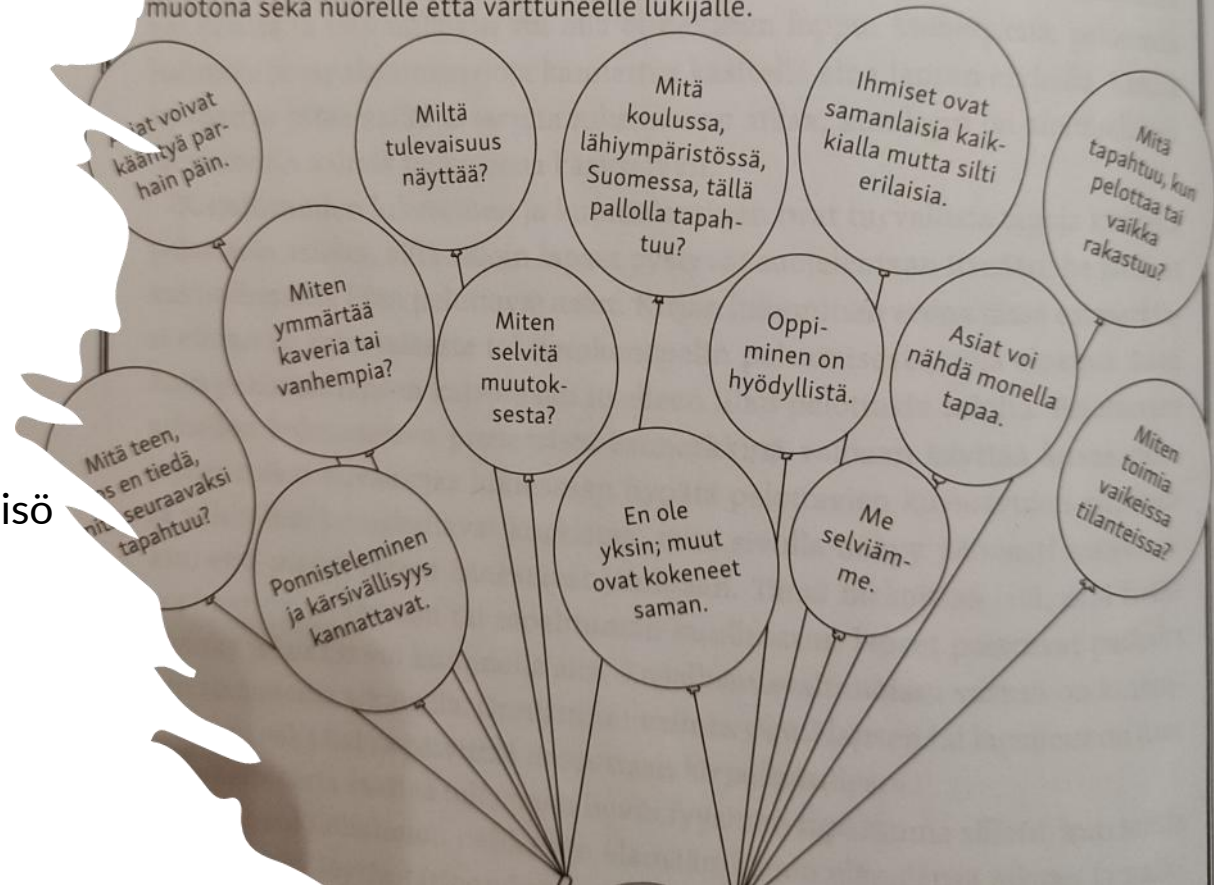 muotona sekä nuorelle että varttuneelle lukijalle.
voivat
kääntyä par-
hain päin.
Miltä
tulevaisuus
näyttää?
Mitä
koulussa,
lähiympäristössä,
Suomessa, tällä
pallolla tapah-
tuu?
Ihmiset ovat
samanlaisia kaik-
kialla mutta silti
erilaisia.
Mitä
tapahtuu, kun
pelottaa tai
vaikka
rakastuu?
Miten
ymmärtää
kaveria tai
vanhempia?
Miten
selvitä
muutok-
sesta?
Oppi-
minen on
hyödyllistä.
Asiat voi
nähdä monella
tapaa.
Mitä teen,
en tiedä,
seuraavaksi
tapahtuu?
isö
Ponnisteleminen
ja kärsivällisyys
kannattavat.
En ole
yksin; muut
ovat kokeneet
saman.
Me
selviäm-
me.
Miten
toimia
vaikeissa
tilanteissa?